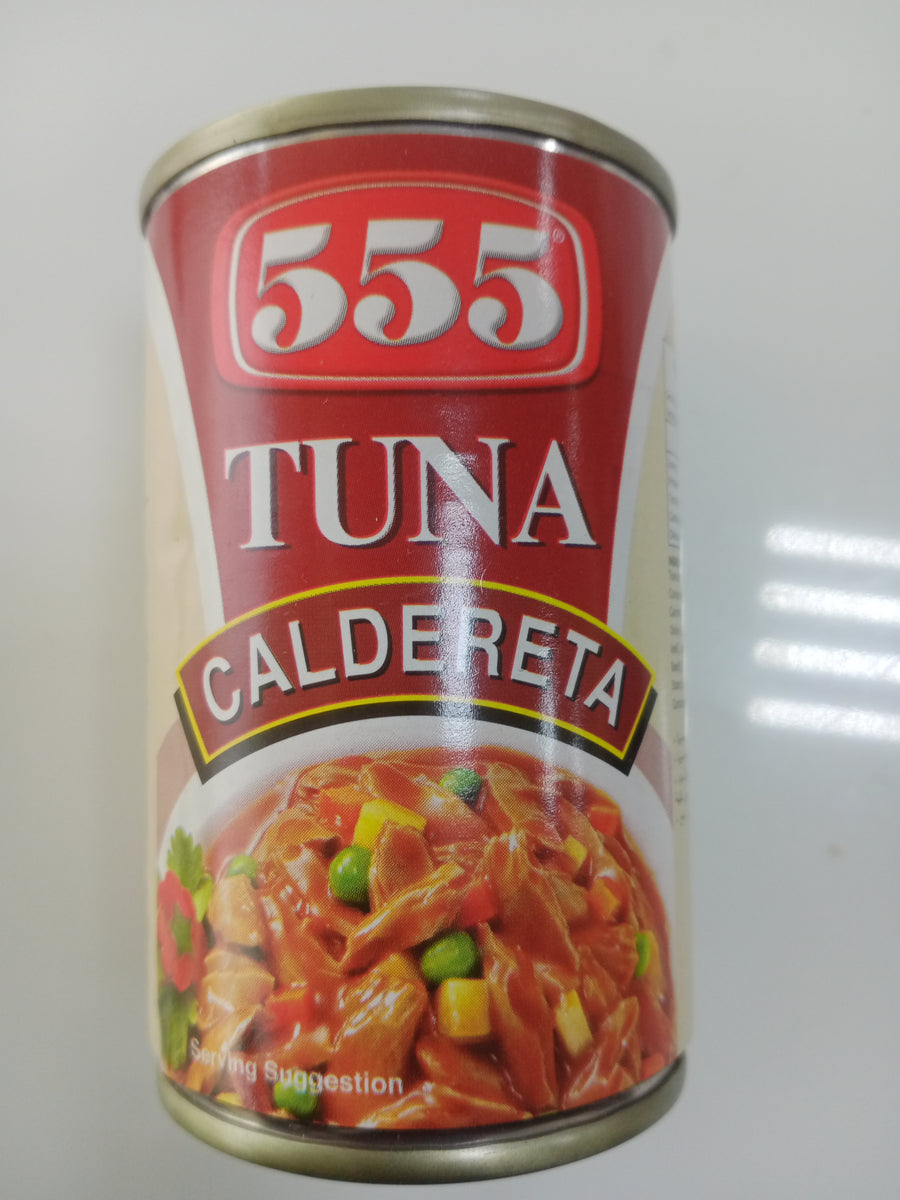 555®
TUNA
CALDERETA
Serving Suggestion